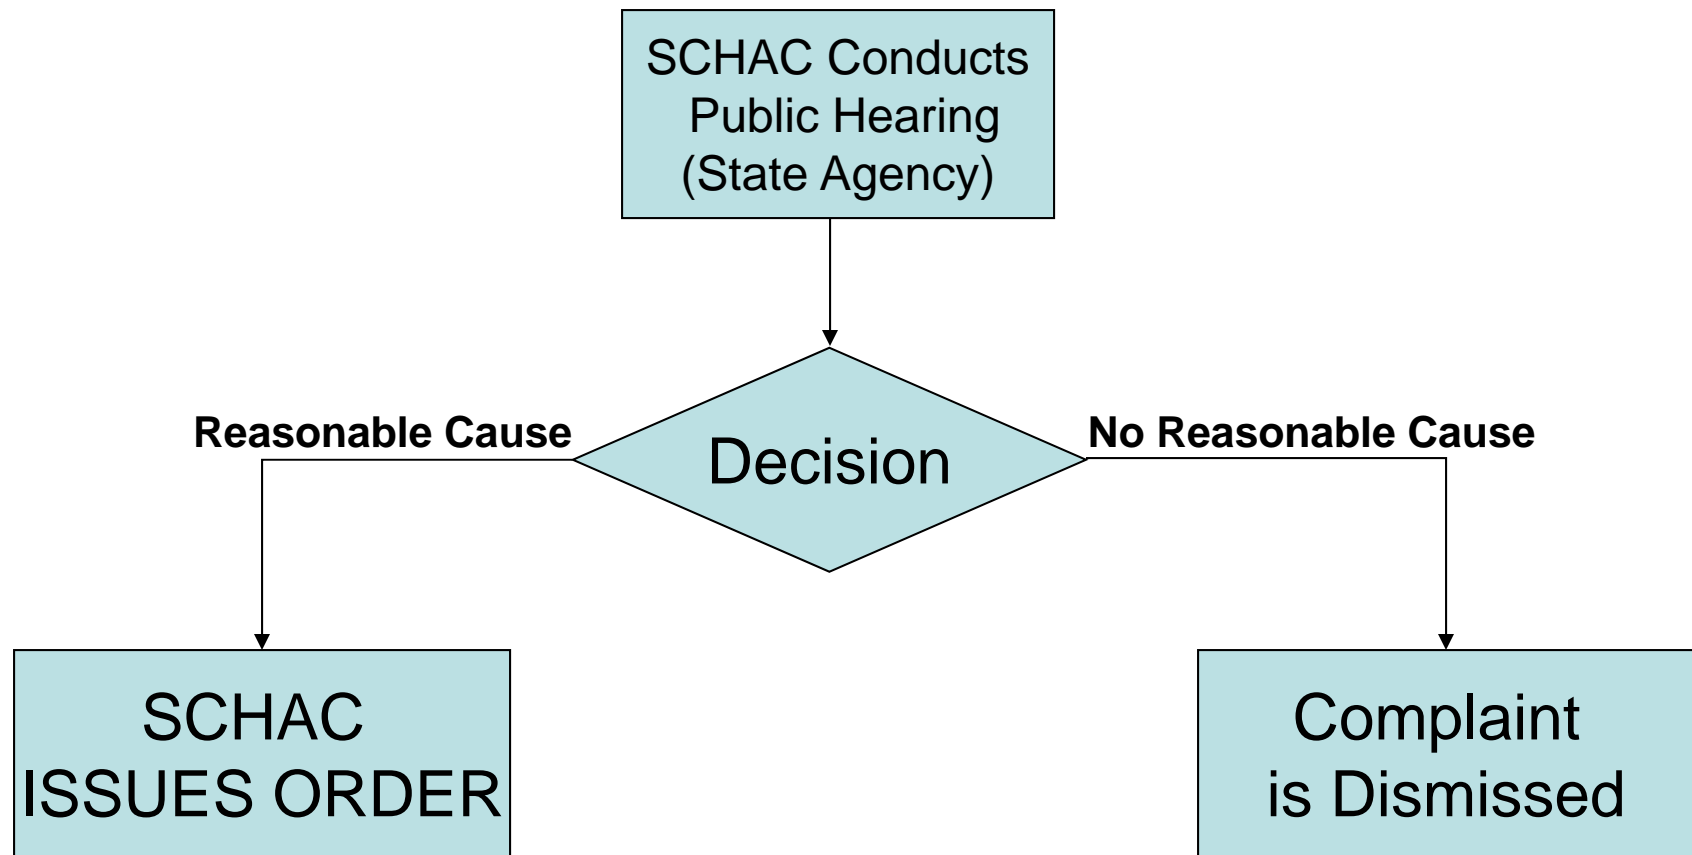 SCHAC Conducts
Public Hearing
(State Agency)
Reasonable Cause
No Reasonable Cause
Decision
SCHAC
ISSUES ORDER
Complaint
is Dismissed